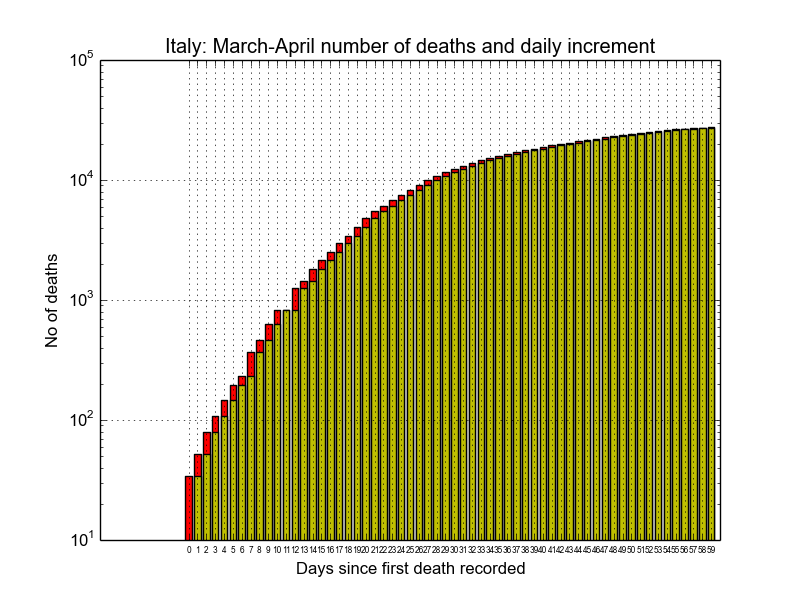 Italy: March-April number of deaths and daily increment
10^5
10^4
10^3
10^2
10^1
No of deaths
0 1 2 3 4 5 6 7 8 9 10 11 12 13 14 15 16 17 18 19 20 21 22 23 24 25 26 27 28 29 30 31 32 33 34 35 36 37 38 39 40 41 42 43 44 45 46 47 48 49 50 51 52 53 54 55 56 57 58 59
Days since first death recorded